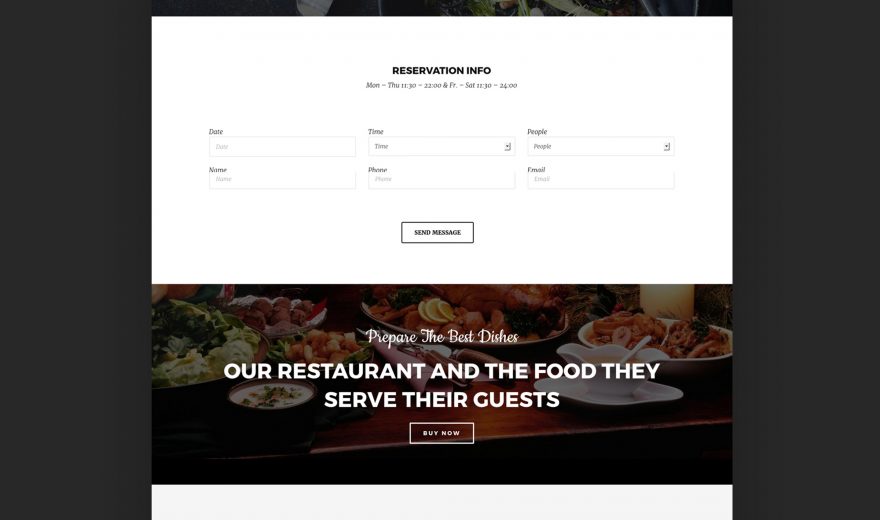 RESERVATION INFO
Mon – Thu 11:30 – 22:00 & Fr. – Sat 11:30 – 24:00
Date
Time
People
Date
Time
People
Name
Phone
Email
Name
Phone
Email
SEND MESSAGE
Prepare The Best Dishes
OUR RESTAURANT AND THE FOOD THEY
SERVE THEIR GUESTS
BUY NOW